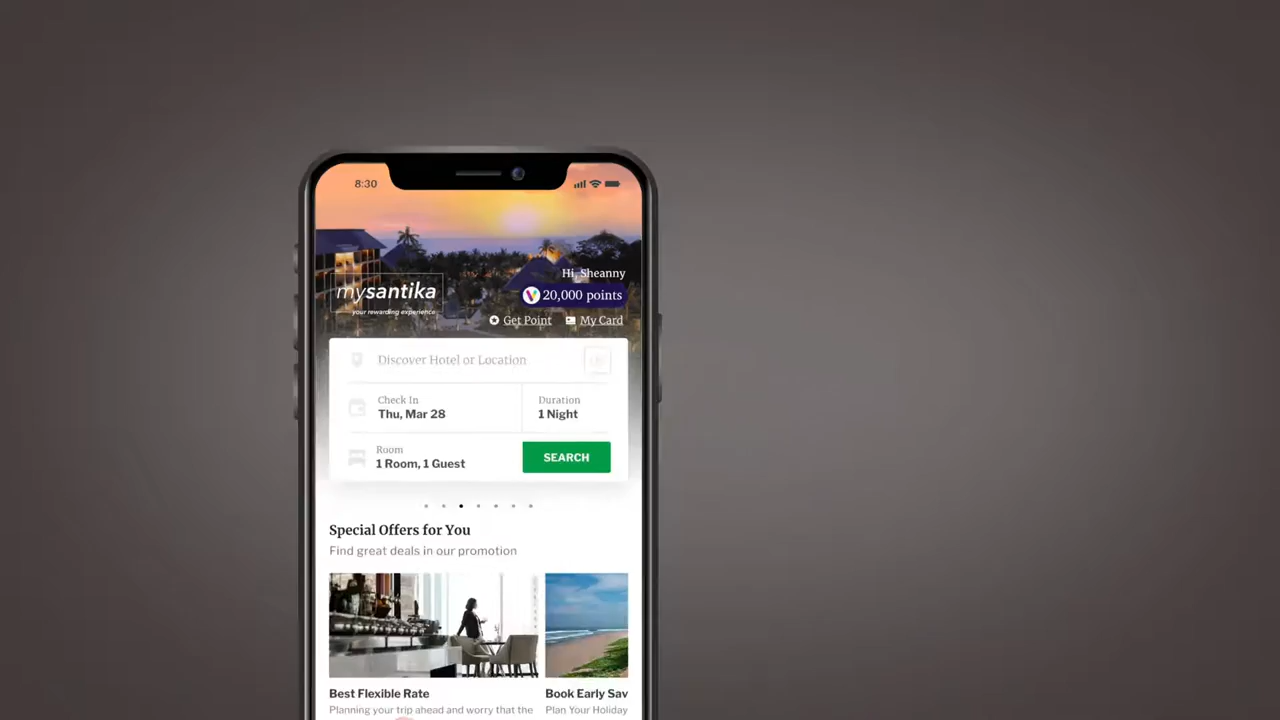 8:30
Hi, Sheanny
mysantika
your rewarding experience
20,000 points
Get Point
My Card
Discover Hotel or Location
Check In
Thu, Mar 28
Duration
1 Night
Room
1 Room, 1 Guest
SEARCH
Special Offers for You
Find great deals in our promotion
Best Flexible Rate
Planning your trip ahead and worry that the
Book Early Sav
Plan Your Holiday